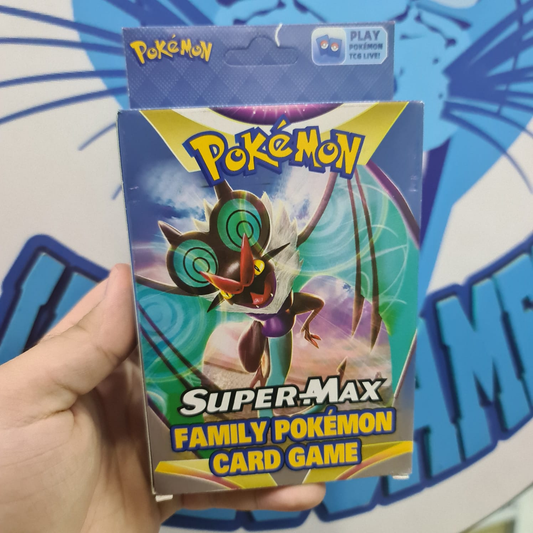 POKéMON
PLAY
POKÉMON
TCG LIVE!
POKéMON
SUPER-MAX
FAMILY POKÉMON
CARD GAME